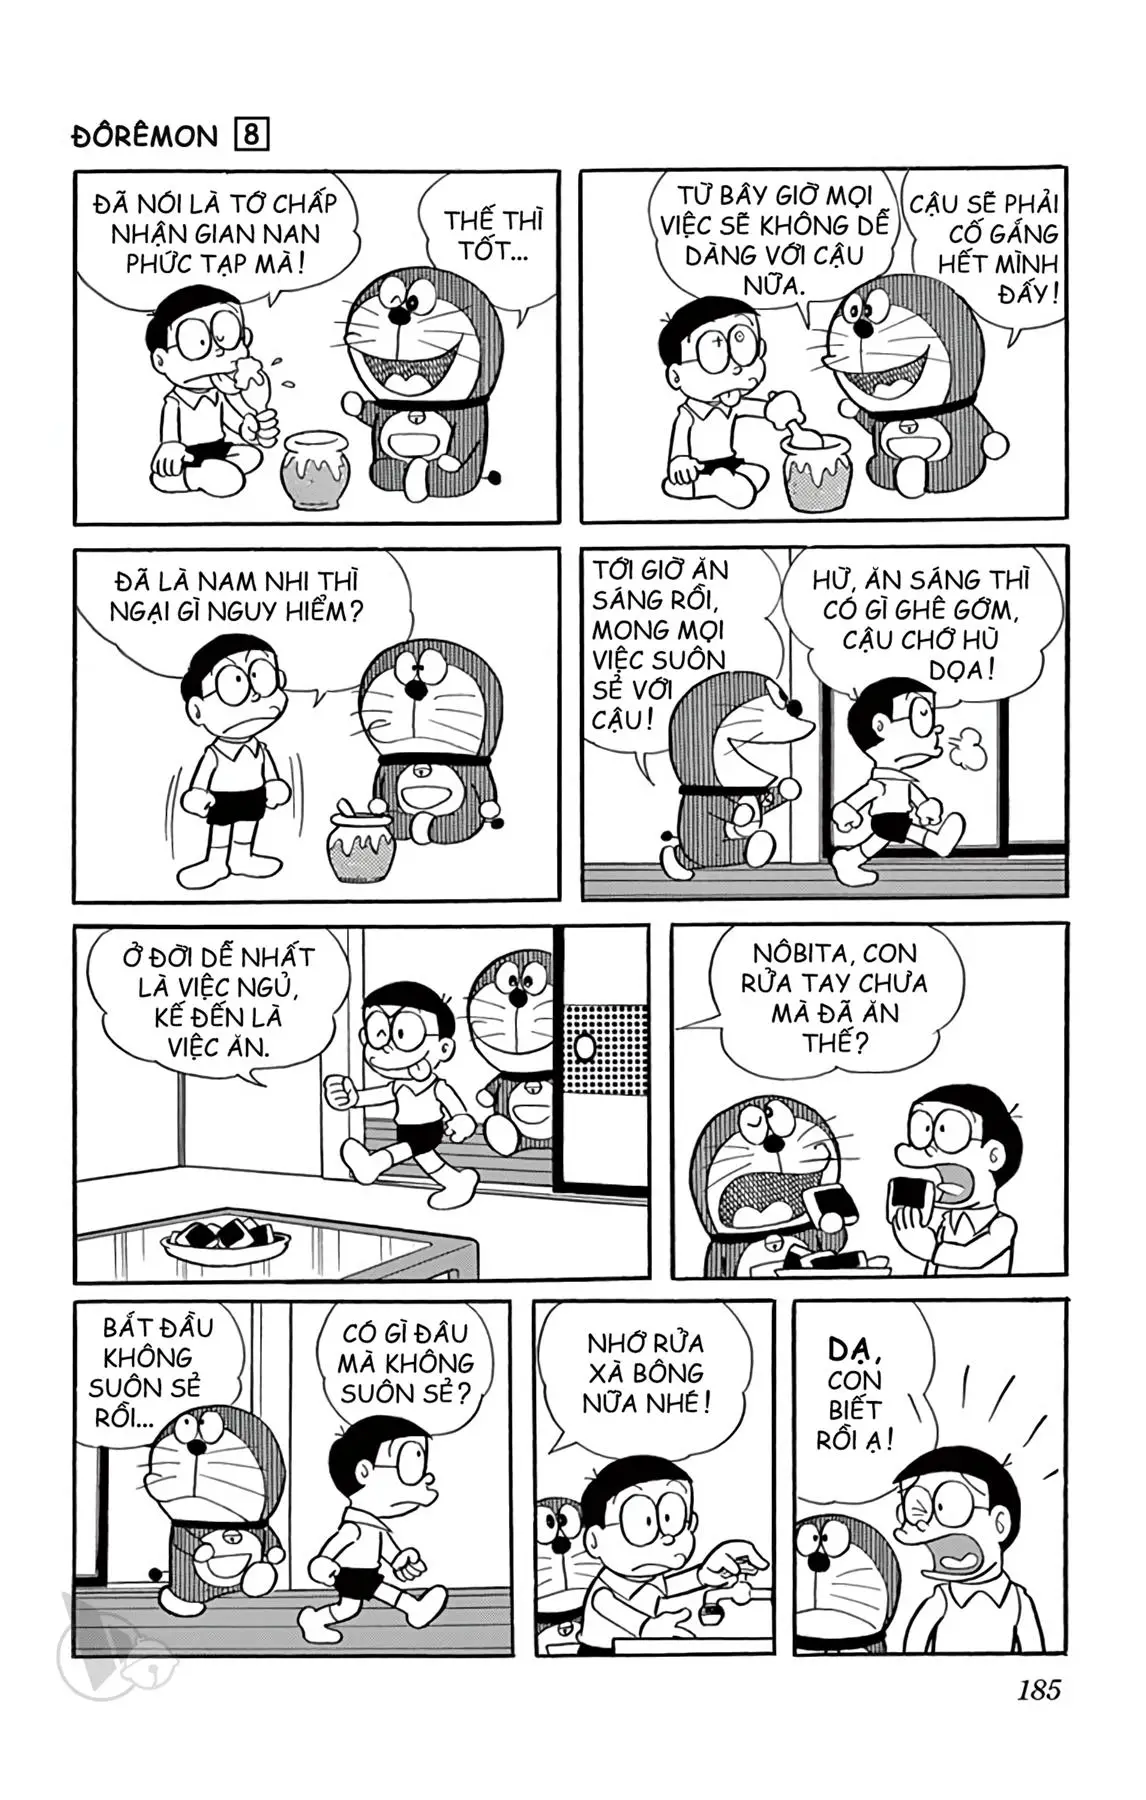 ĐÔRÊMON 8
ĐÃ NÓI LÀ TỚ CHẤP
NHẬN GIAN NAN
PHỨC TẠP MÀ!
THẾ THÌ
TỐT...
TỪ BÂY GIỜ MỌI
VIỆC SẼ KHÔNG DỄ
DÀNG VỚI CẬU
NỮA.
CẬU SẼ PHẢI
CỐ GẮNG
HẾT MÌNH
ĐẤY!
ĐÃ LÀ NAM NHI THÌ
NGẠI GÌ NGUY HIỂM?
TỚI GIỜ ĂN
SÁNG RỒI,
MONG MỌI
VIỆC SUÔN
SẺ VỚI
CẬU!
HỪ, ĂN SÁNG THÌ
CÓ GÌ GHÊ GỚM,
CẬU CHỚ HÙ
DỌA!
Ở ĐỜI DỄ NHẤT
LÀ VIỆC NGỦ,
KẾ ĐẾN LÀ
VIỆC ĂN.
NÔBITA, CON
RỬA TAY CHƯA
MÀ ĐÃ ĂN
THẾ?
BẮT ĐẦU
KHÔNG
SUÔN SẺ
RỒI...
CÓ GÌ ĐÂU
MÀ KHÔNG
SUÔN SẺ?
NHỚ RỬA
XÀ BÔNG
NỮA NHÉ!
DẠ,
CON
BIẾT
RỒI Ạ!
185